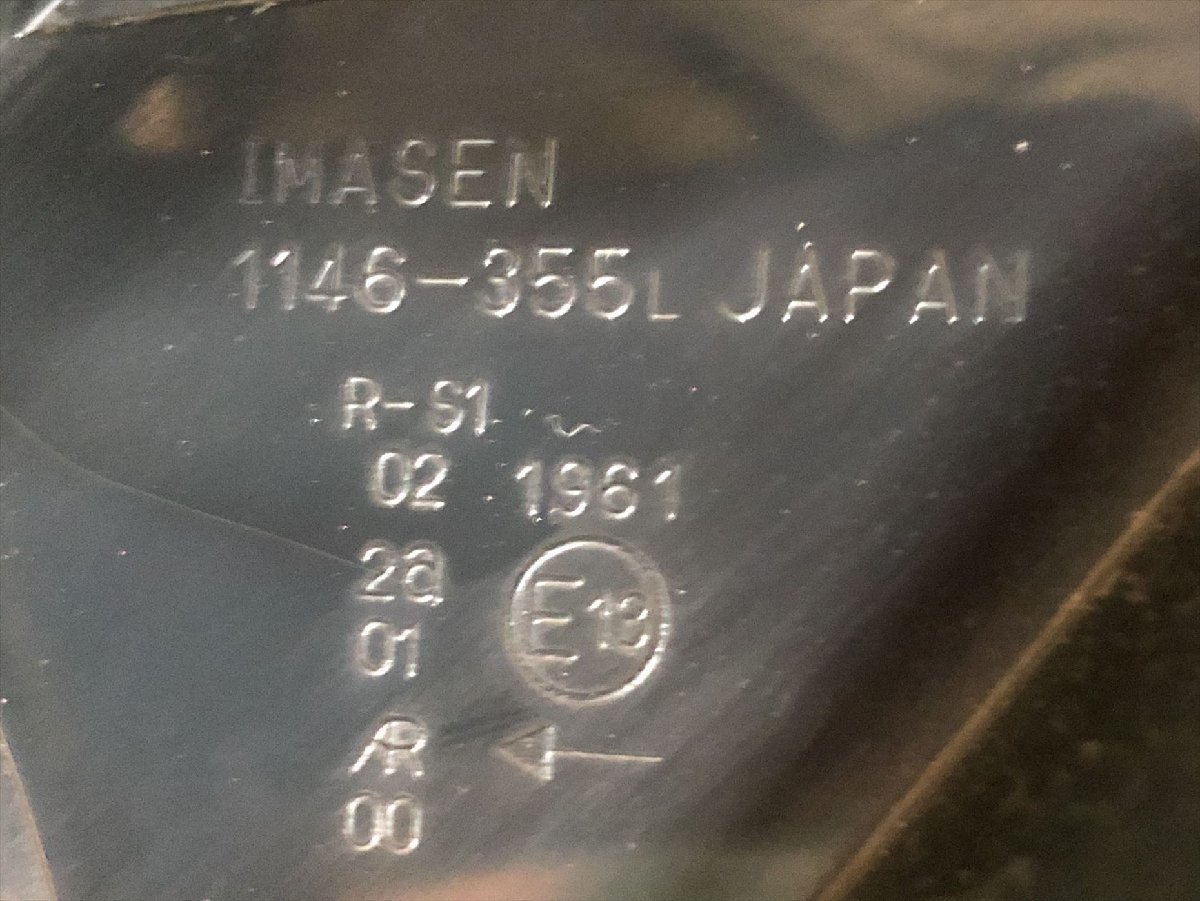 IMASEN
1146-355L JAPAN
R-S1
02 1961
2a
01
E13
AR
00